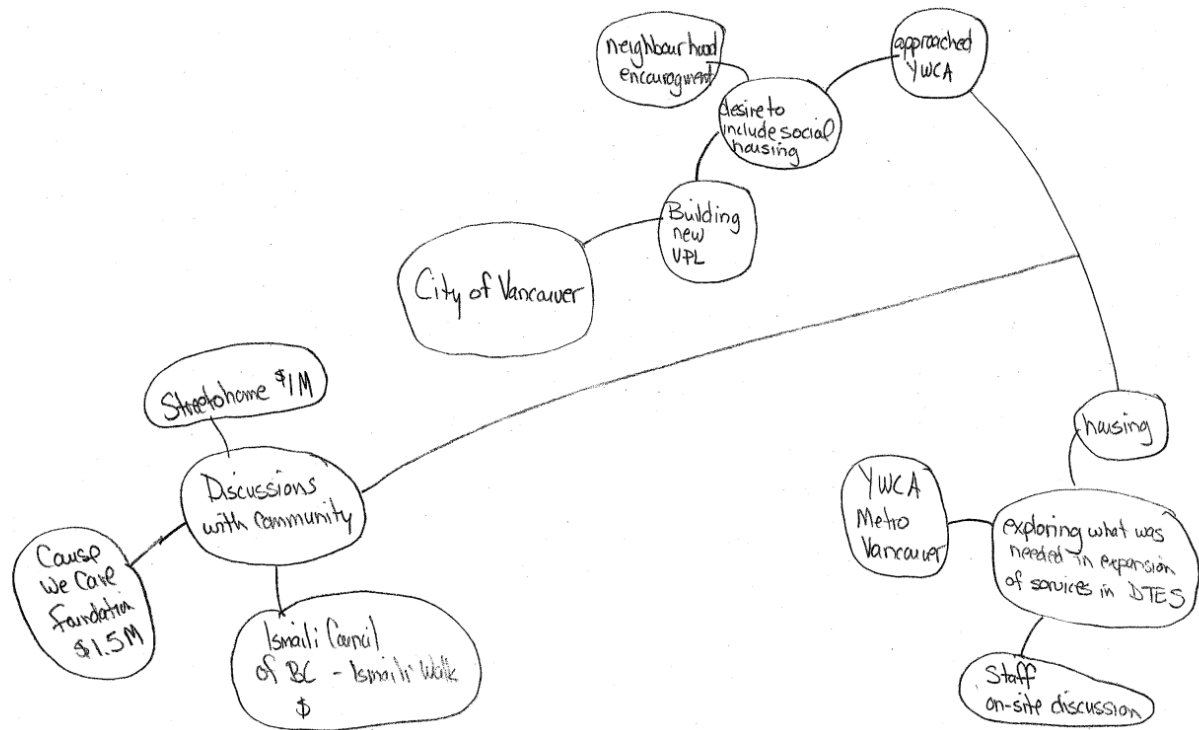 neighbourhood
encouragment
approached
YWCA
desire to
include social
housing
Building
new
VPL
City of Vancouver
Streetohome $1M
Discussions
with community
Cause
We Care
Foundation
$1.5M
Ismaili Council
of BC - Ismaili Walk
$
housing
YWCA
Metro
Vancouver
exploring what was
needed in expansion
of services in DTES
Staff
on-site discussion